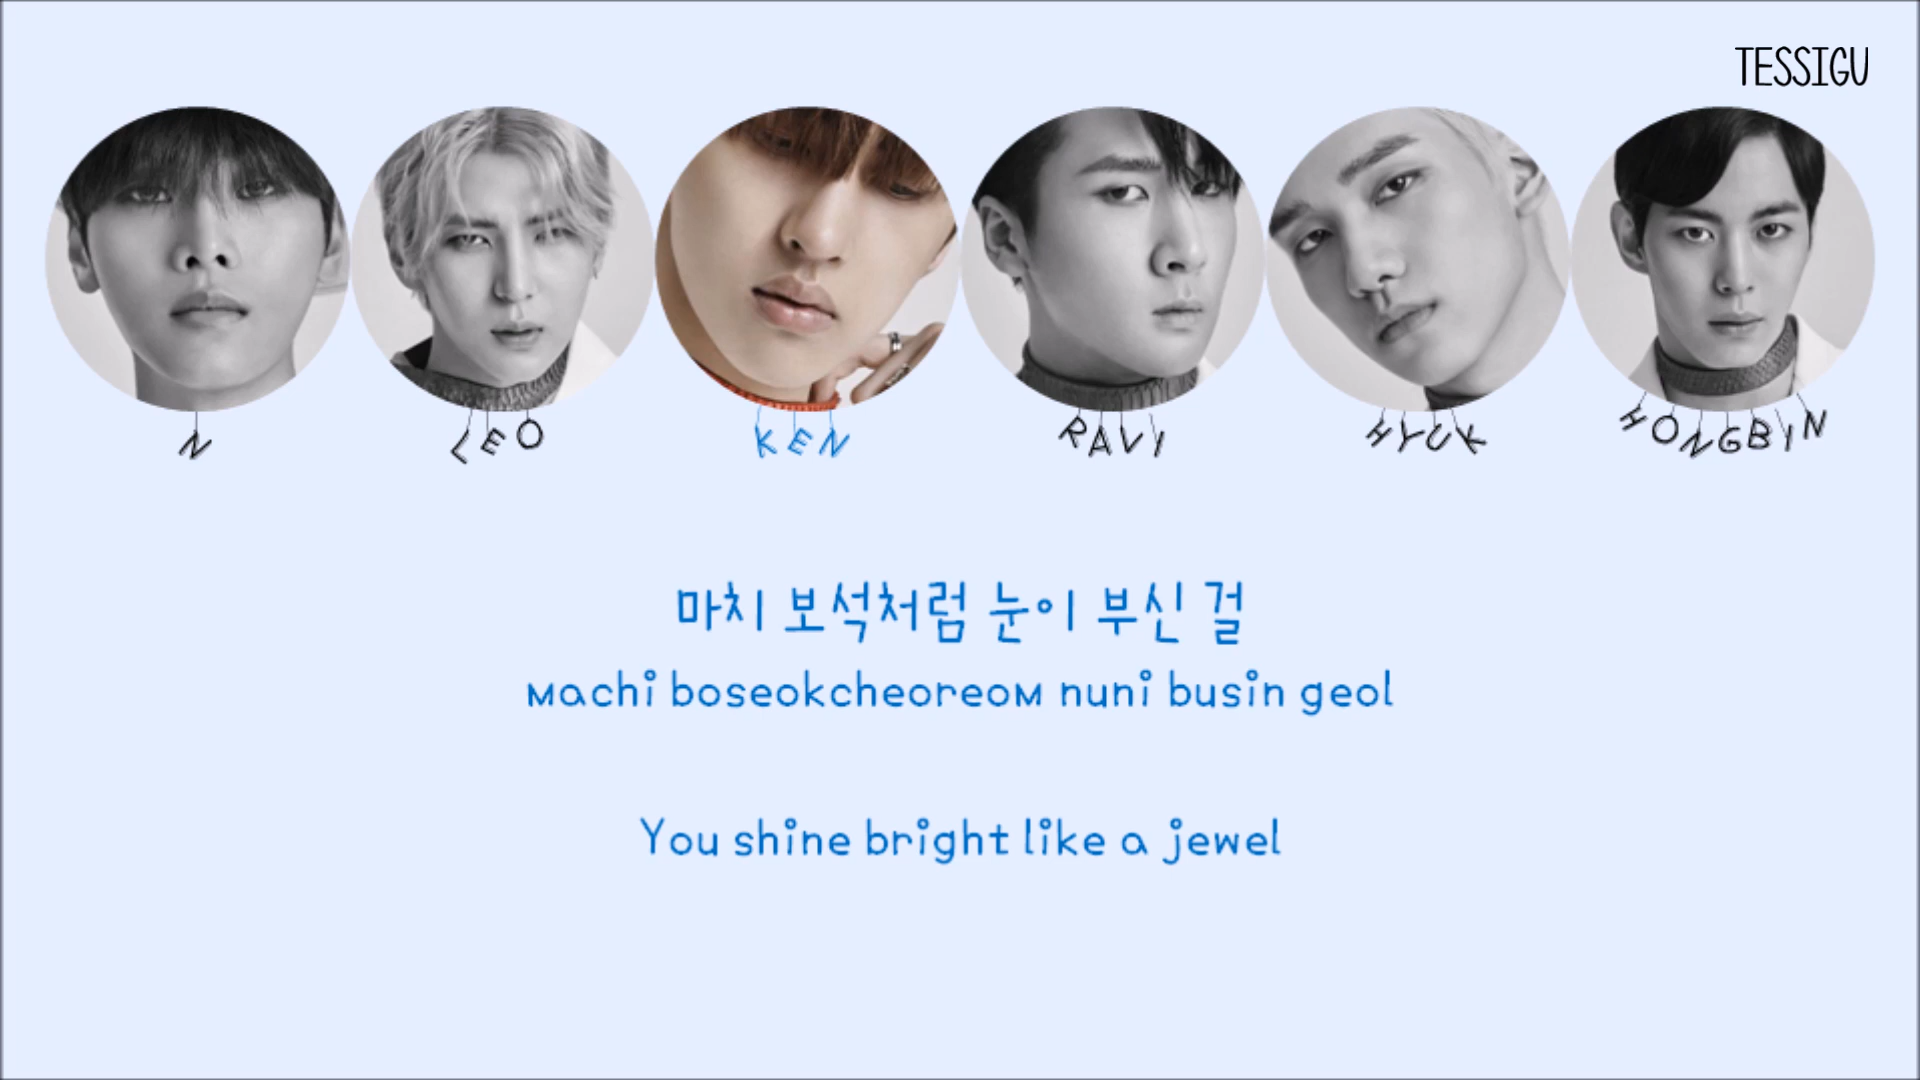 TESSIGU
N LEO KEN RAVI HYUK HONGBIN
마치 보석처럼 눈이 부신 걸
machi boseokcheoreom nuni busin geol
You shine bright like a jewel